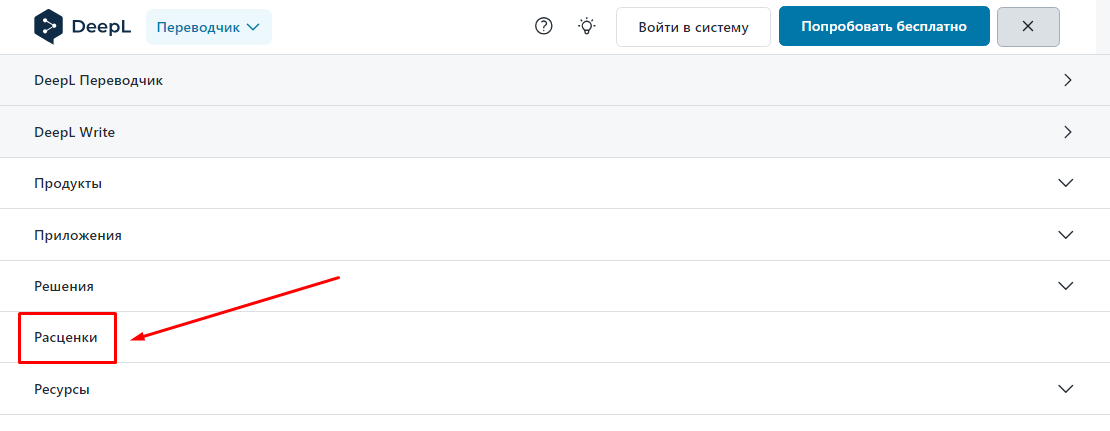 DeepL Переводчик Войти в систему Попробовать бесплатно
DeepL Переводчик
DeepL Write
Продукты
Приложения
Решения
Расценки
Ресурсы